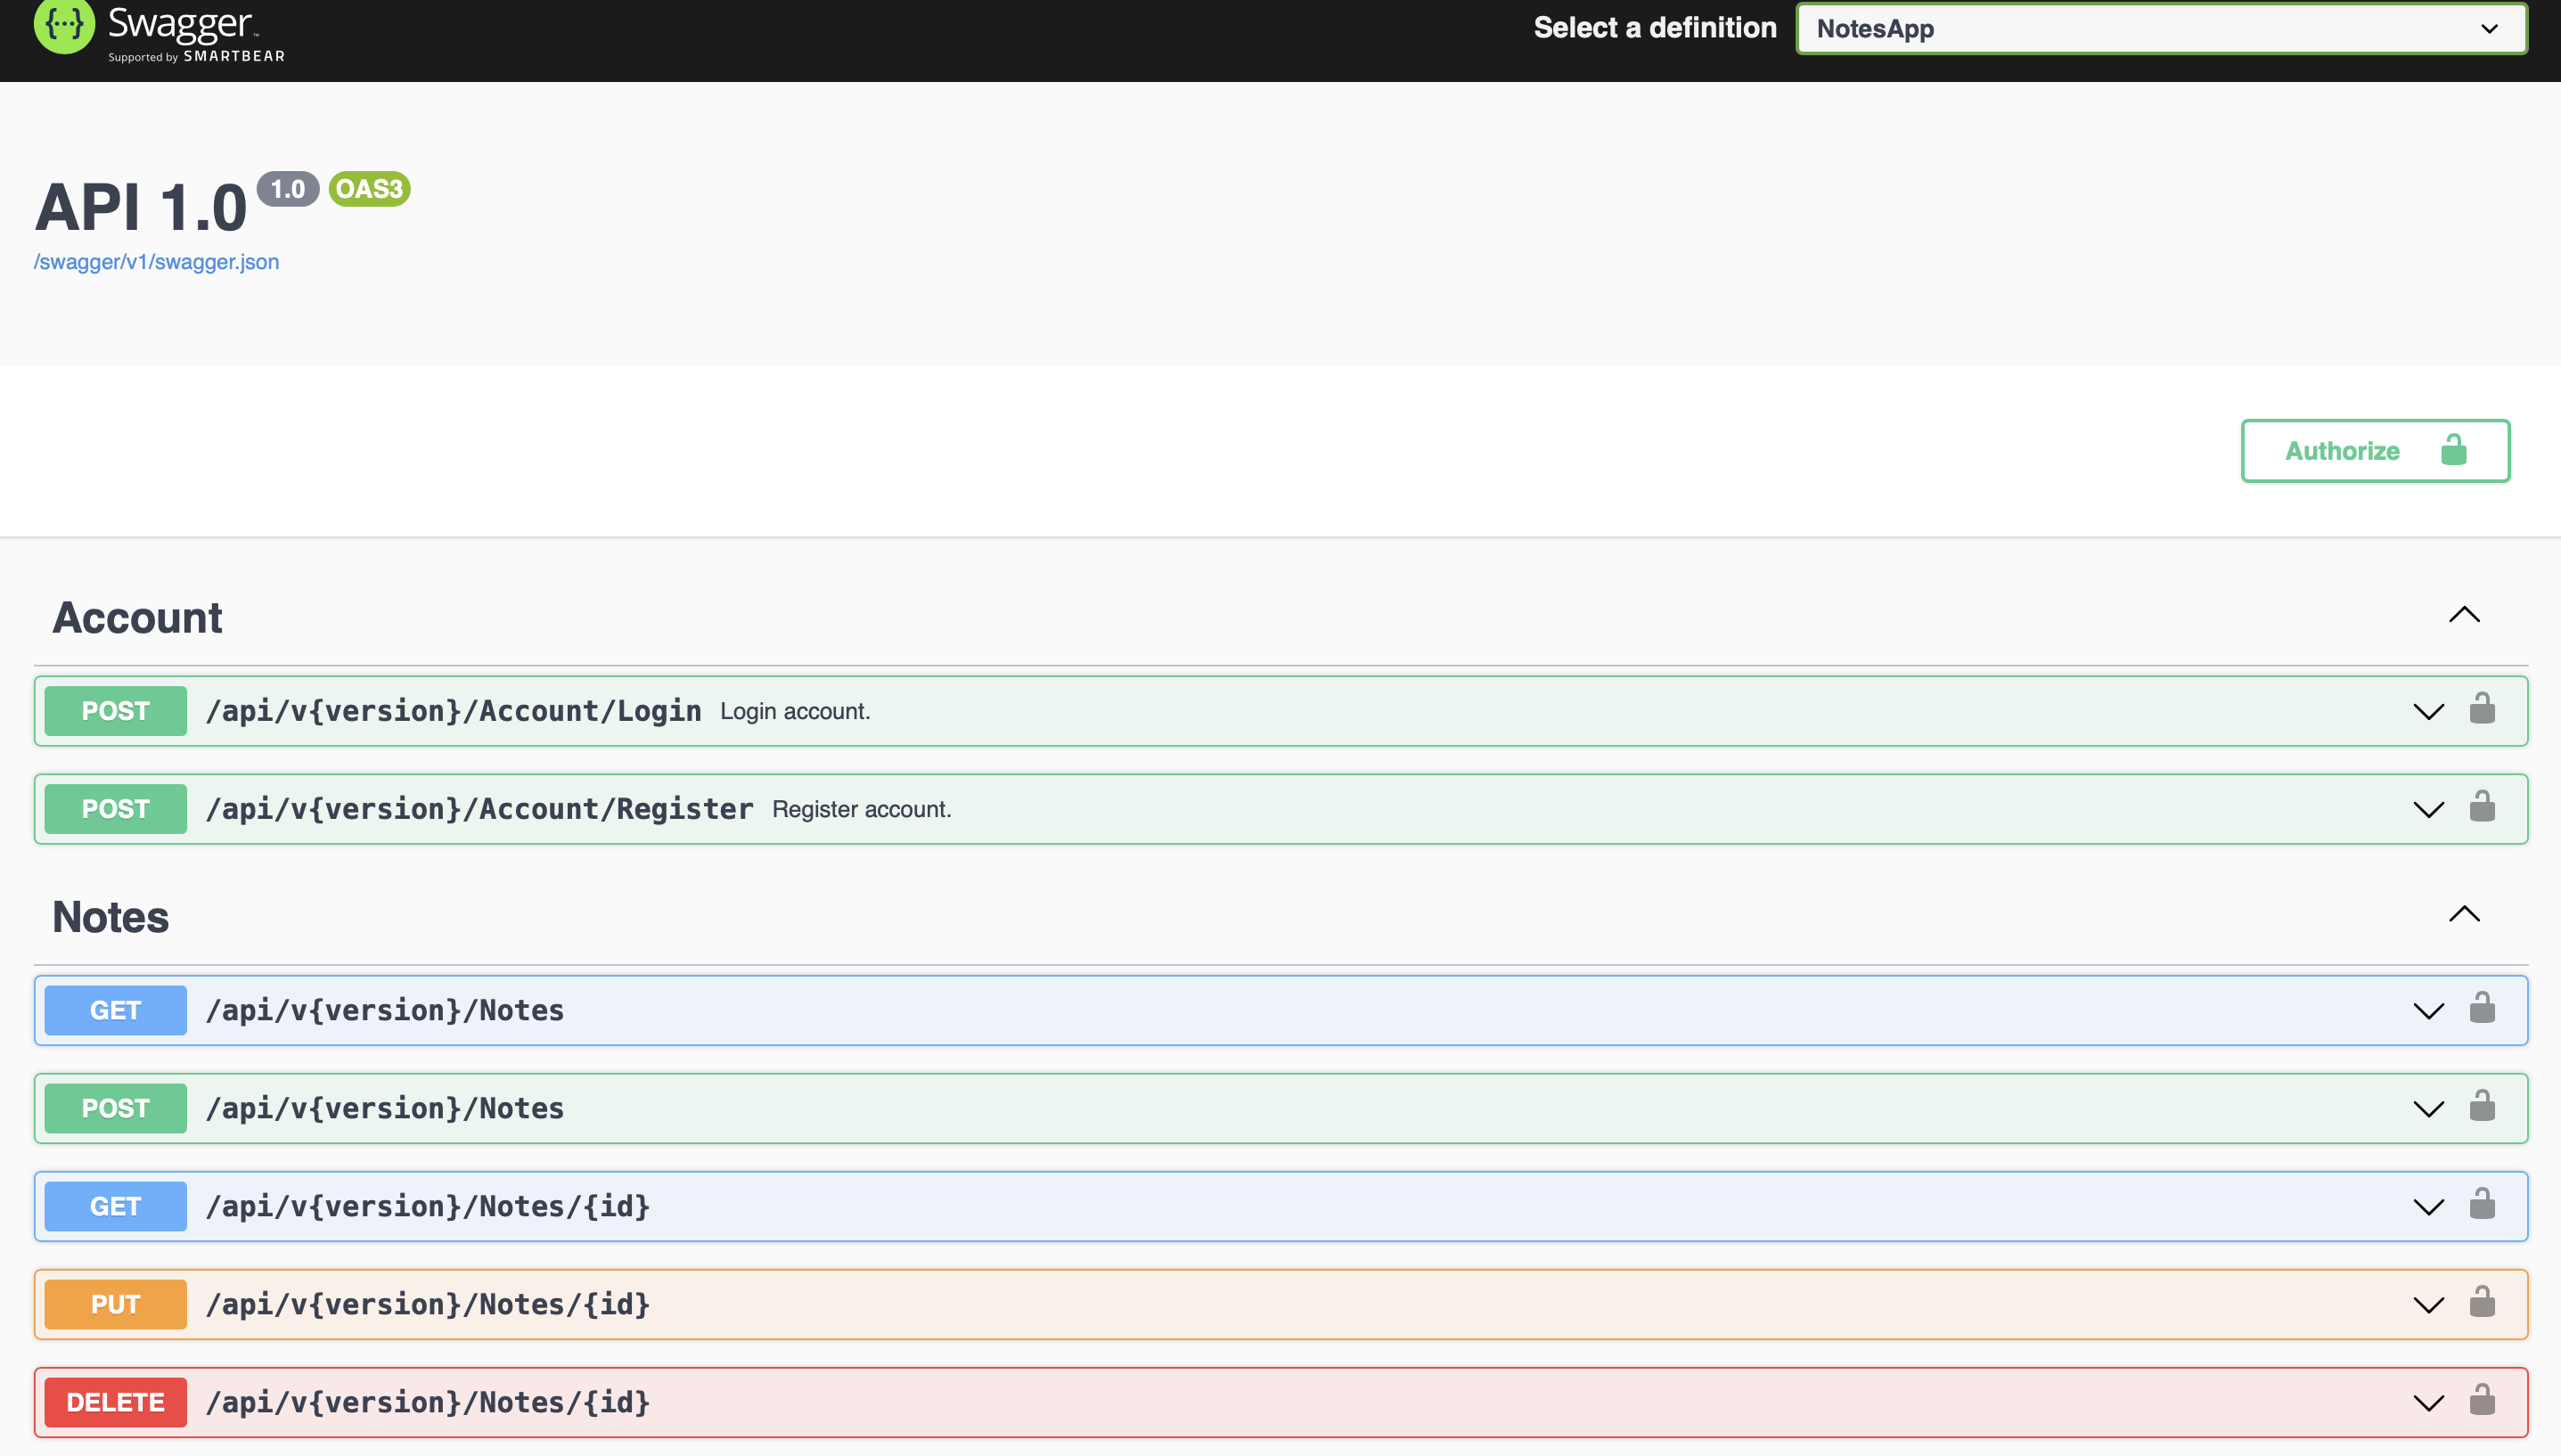 {···} Swagger™
Supported by SMARTBEAR
Select a definition NotesApp
API 1.0 1.0 OAS3
/swagger/v1/swagger.json
Authorize
Account
POST /api/v{version}/Account/Login Login account.
POST /api/v{version}/Account/Register Register account.
Notes
GET /api/v{version}/Notes
POST /api/v{version}/Notes
GET /api/v{version}/Notes/{id}
PUT /api/v{version}/Notes/{id}
DELETE /api/v{version}/Notes/{id}